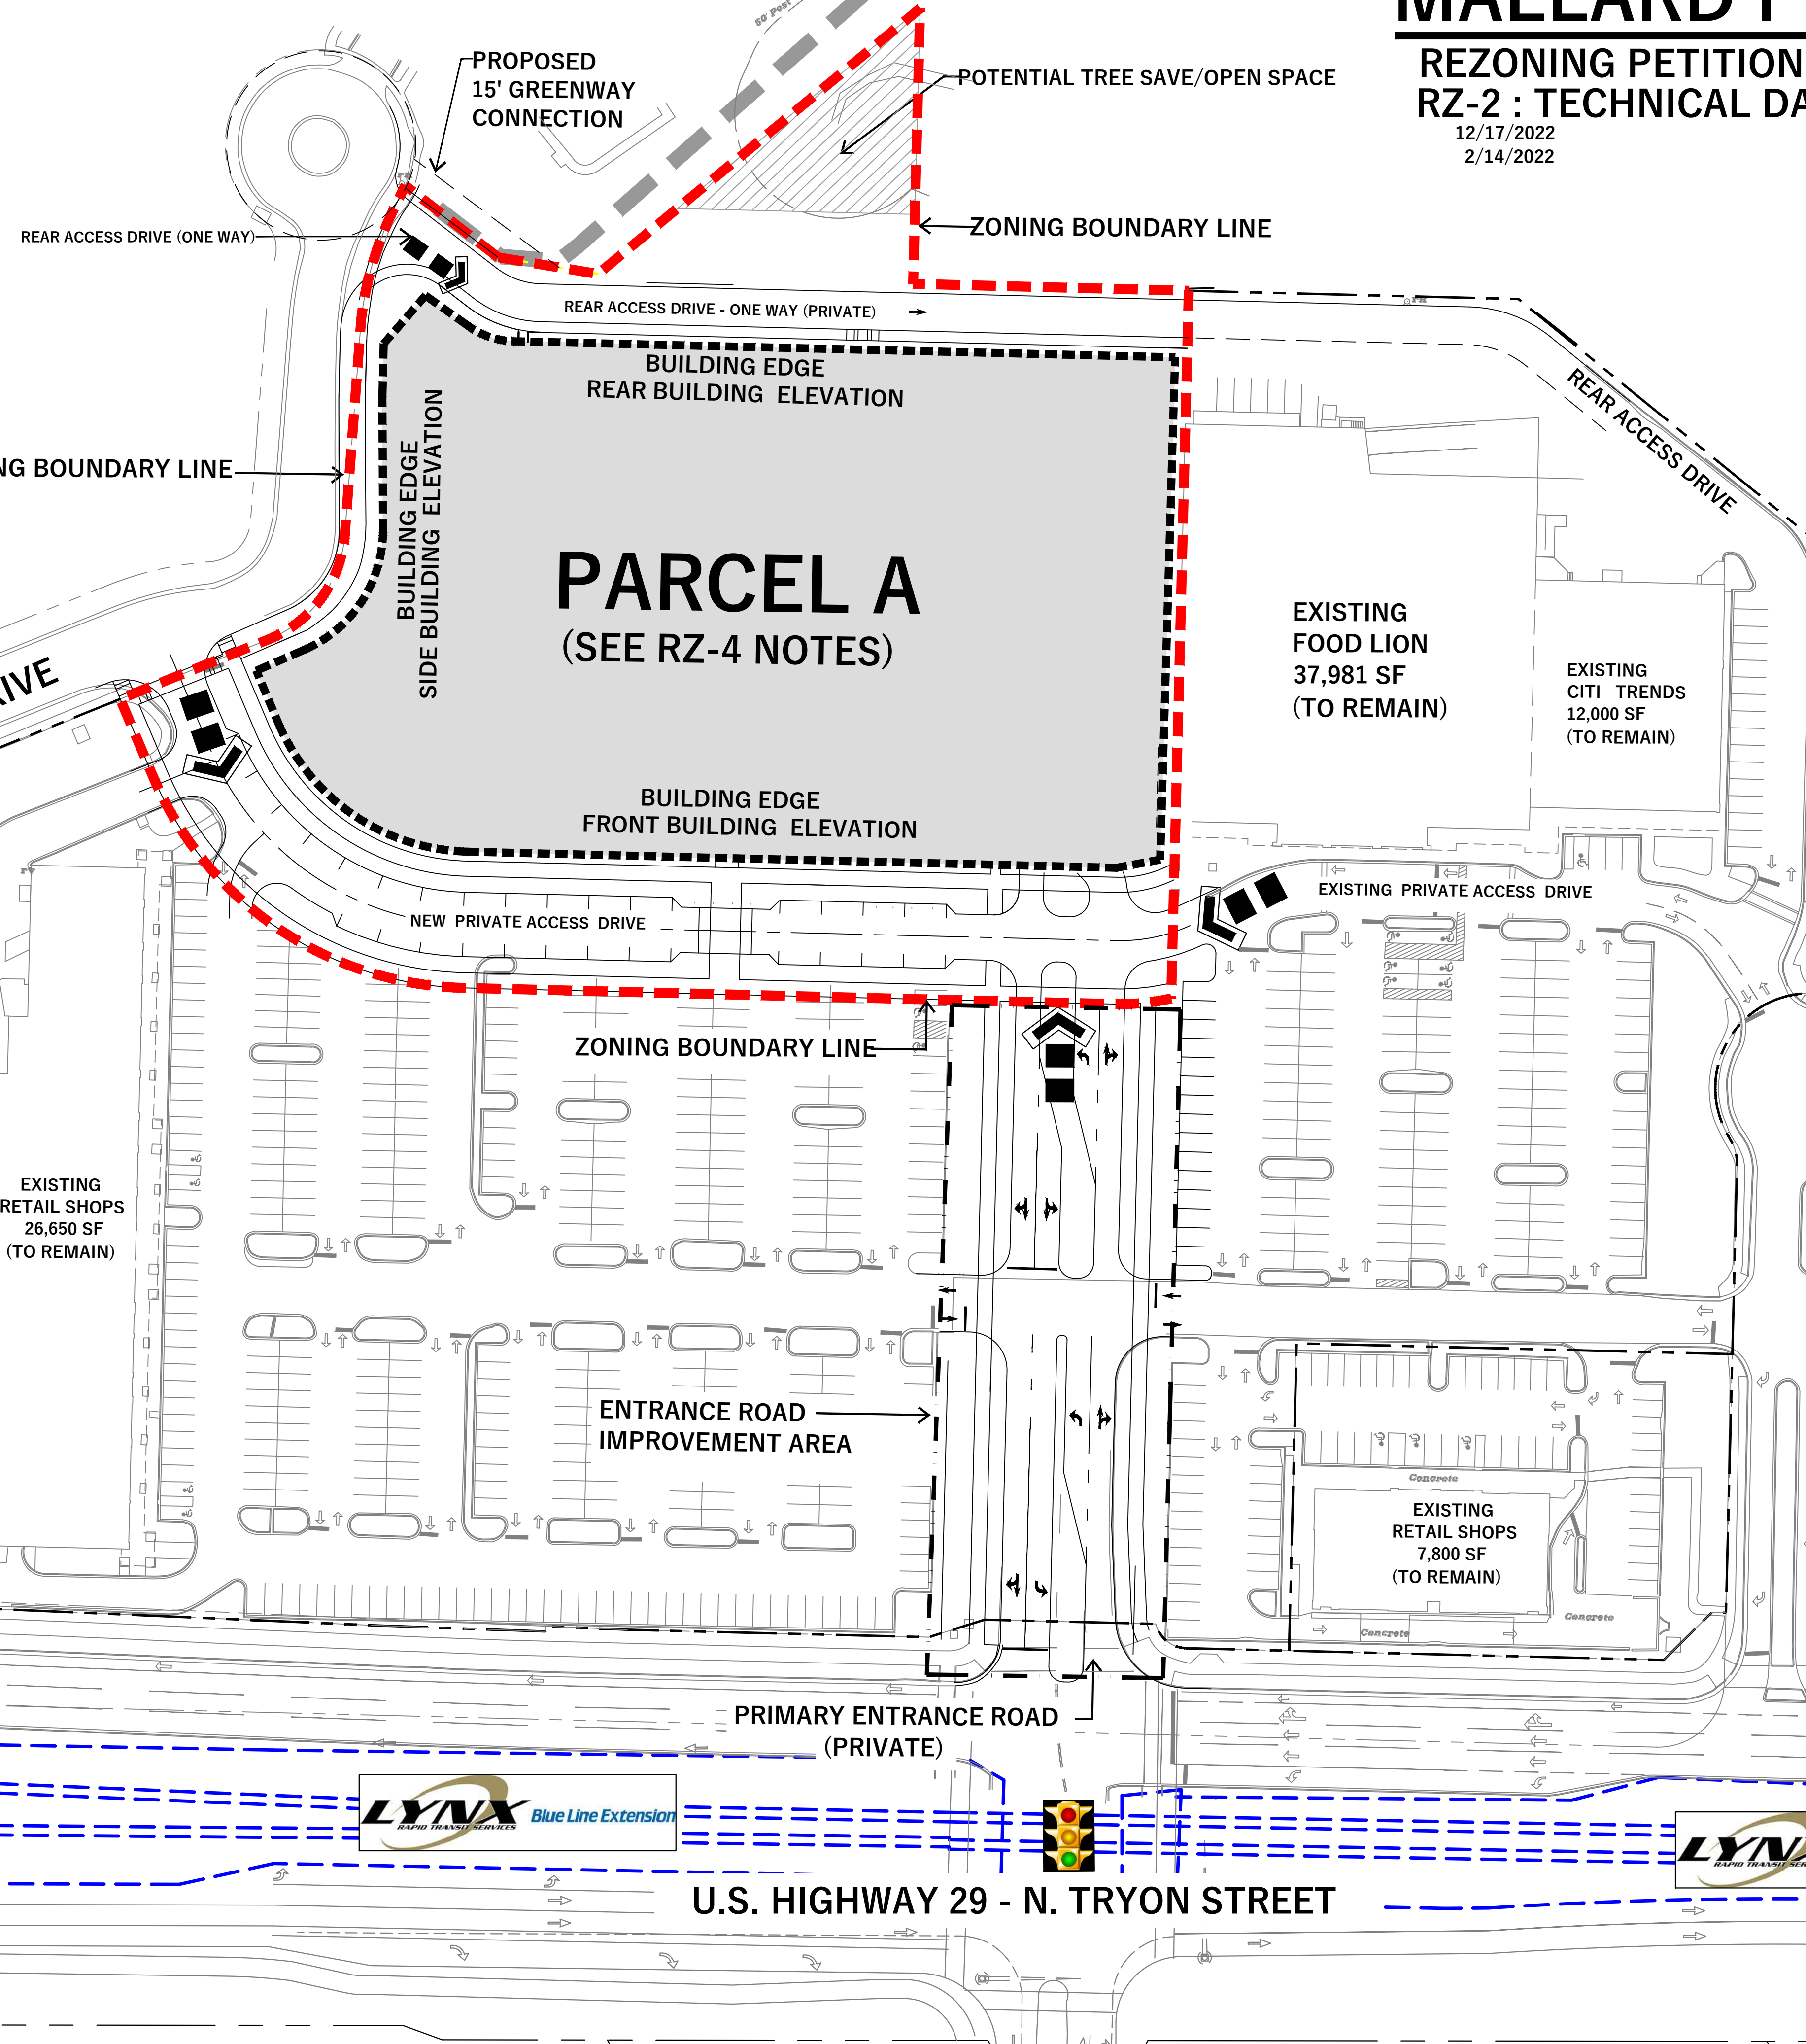 REZONING PETITION
RZ-2 : TECHNICAL
12/17/2022
2/14/2022
50' Post
PROPOSED
15' GREENWAY
CONNECTION
POTENTIAL TREE SAVE/OPEN SPACE
ZONING BOUNDARY LINE
REAR ACCESS DRIVE (ONE WAY)
REAR ACCESS DRIVE - ONE WAY (PRIVATE)
BUILDING EDGE
REAR BUILDING ELEVATION
REAR ACCESS DRIVE
BOUNDARY LINE
BUILDING EDGE
SIDE BUILDING ELEVATION
PARCEL A
(SEE RZ-4 NOTES)
EXISTING
FOOD LION
37,981 SF
(TO REMAIN)
EXISTING
CITI TRENDS
12,000 SF
(TO REMAIN)
BUILDING EDGE
FRONT BUILDING ELEVATION
EXISTING PRIVATE ACCESS DRIVE
NEW PRIVATE ACCESS DRIVE
ZONING BOUNDARY LINE
EXISTING
RETAIL SHOPS
26,650 SF
(TO REMAIN)
ENTRANCE ROAD
IMPROVEMENT AREA
Concrete
EXISTING
RETAIL SHOPS
7,800 SF
(TO REMAIN)
Concrete
Concrete
PRIMARY ENTRANCE ROAD
(PRIVATE)
LYNX Blue Line Extension
RAPID TRANSIT SERVICES
RAPID TRANSIT
U.S. HIGHWAY 29 - N. TRYON STREET